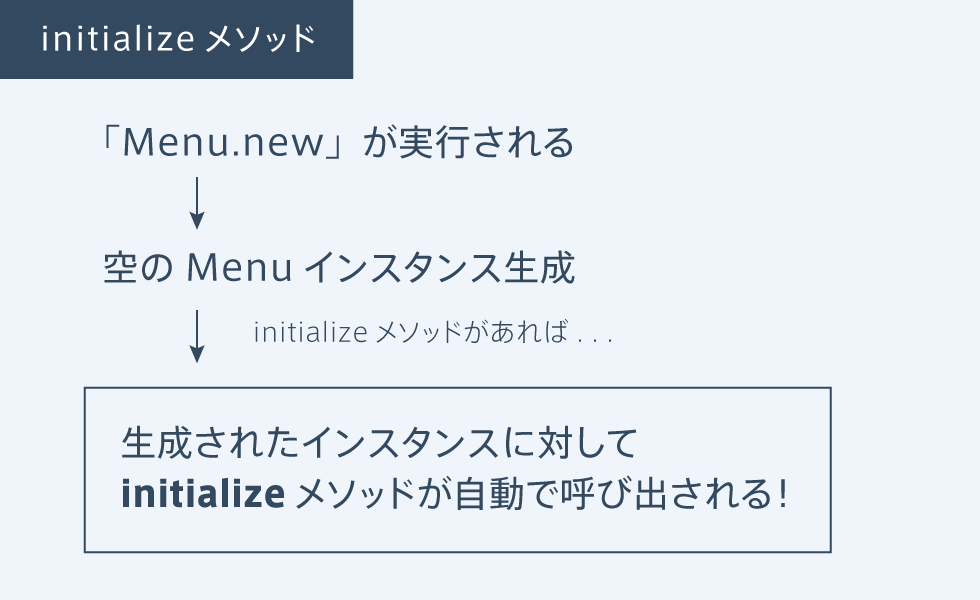 initialize メソッド
「Menu.new」が実行される
空の Menu インスタンス生成
initialize メソッドがあれば . . .
生成されたインスタンスに対して
initialize メソッドが自動で呼び出される!